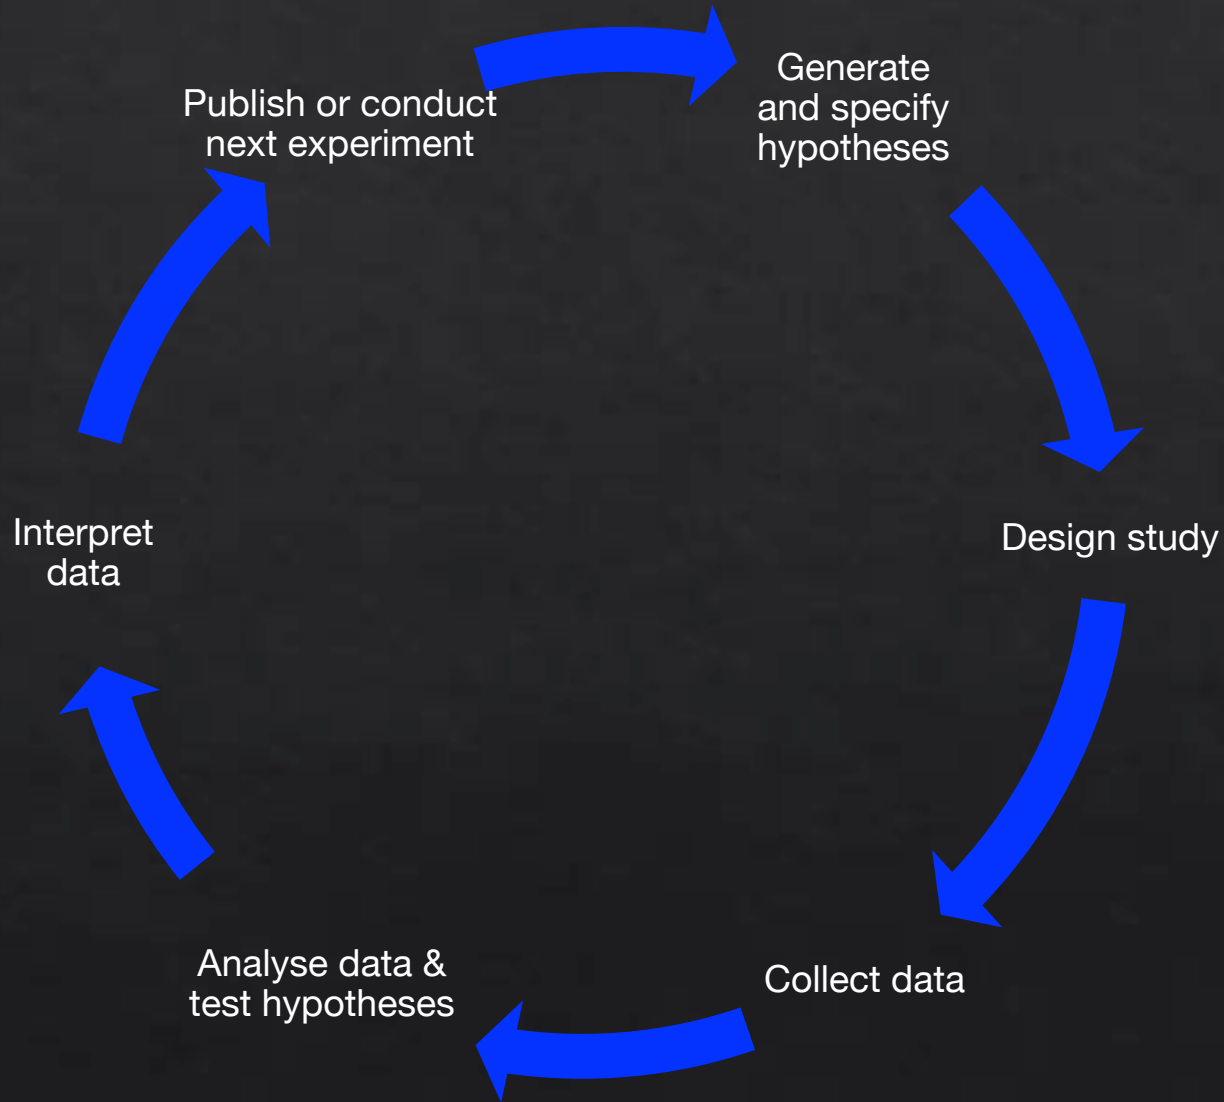 Publish or conduct
next experiment
Generate
and specify
hypotheses
Design study
Collect data
Analyse data &
test hypotheses
Interpret
data